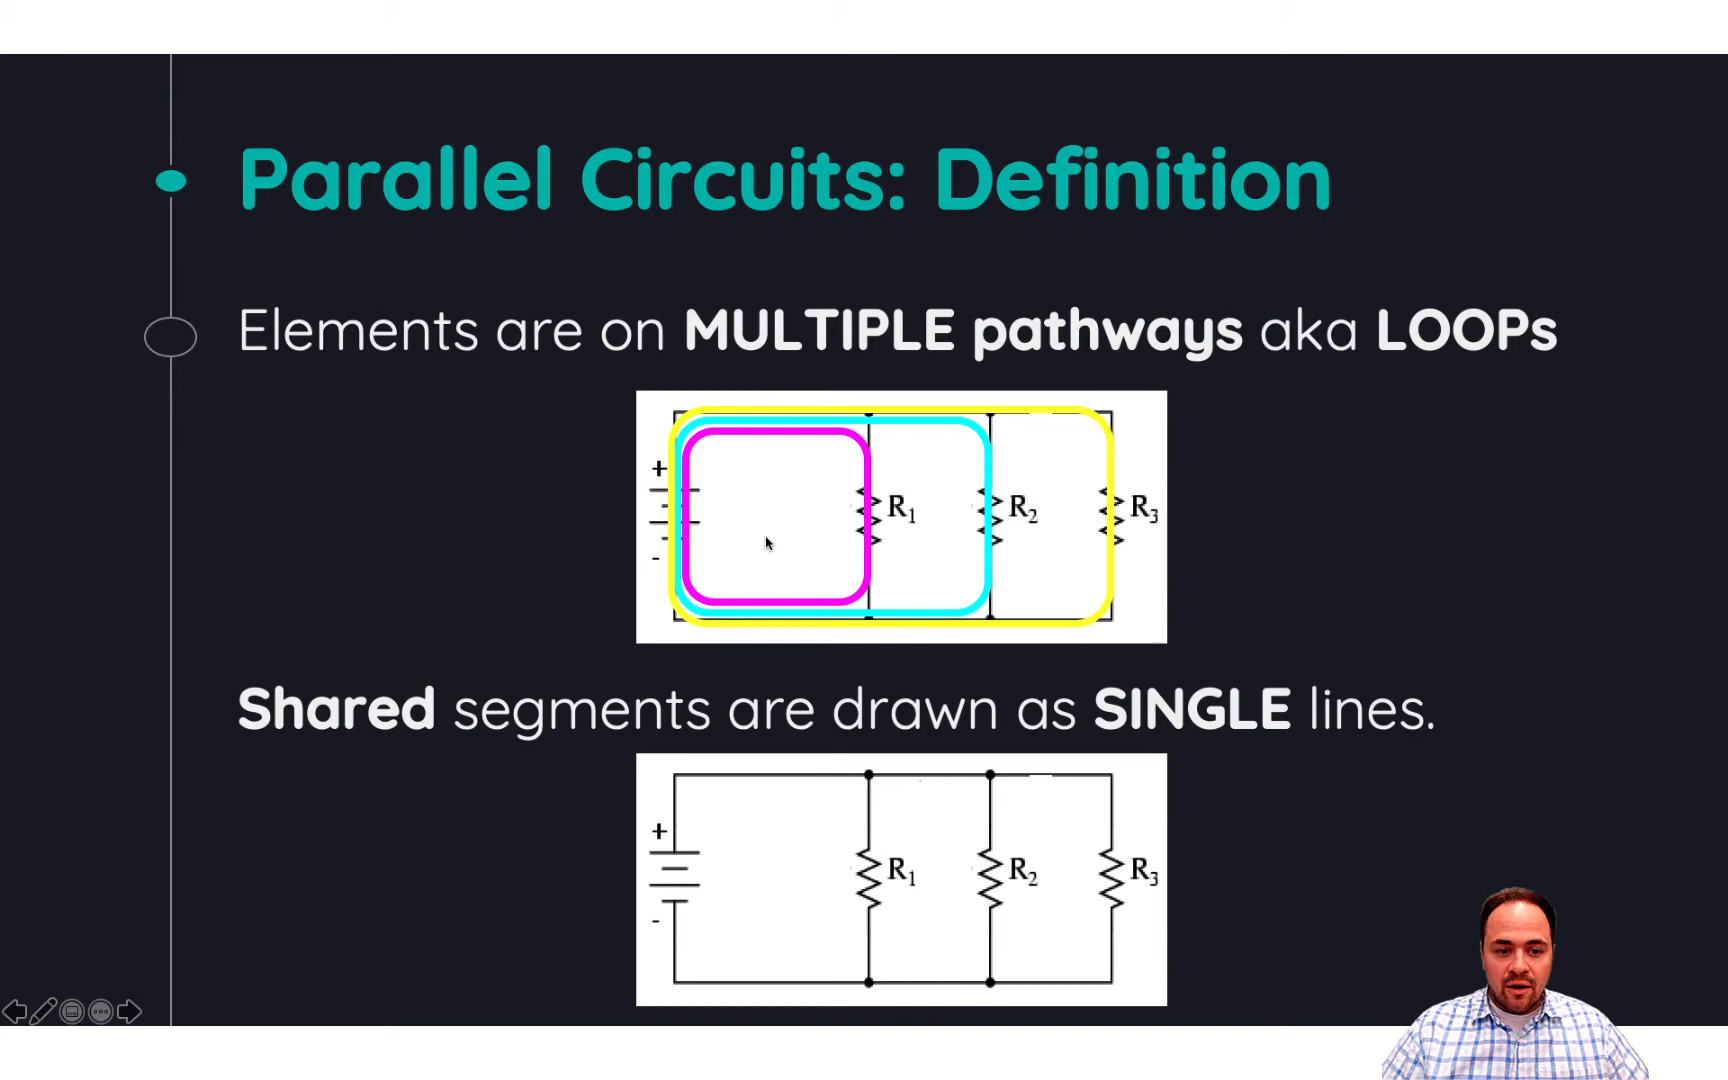 Parallel Circuits: Definition
Elements are on MULTIPLE pathways aka LOOPs
+
R₁ R₂ R₃
-
Shared segments are drawn as SINGLE lines.
+
R₁ R₂ R₃
-